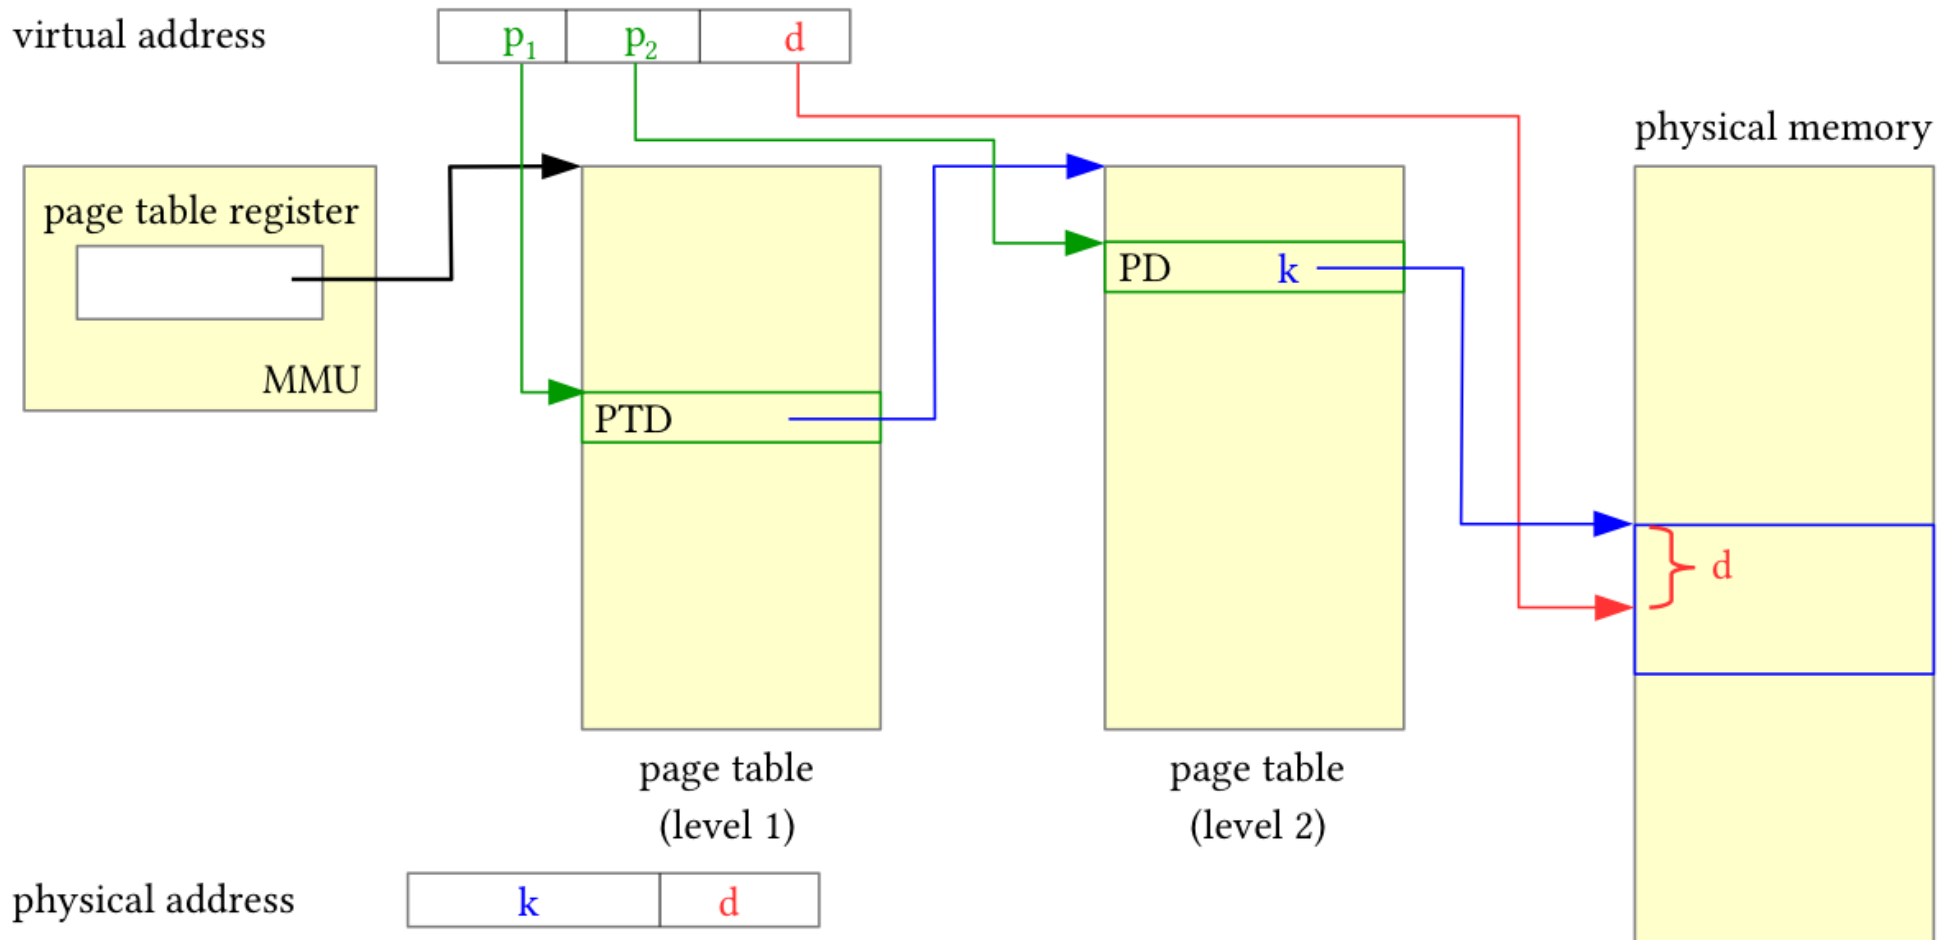 virtual address
p₁ p₂ d
physical memory
page table register
MMU
PD k
PTD
d
page table
(level 1)
page table
(level 2)
physical address
k d